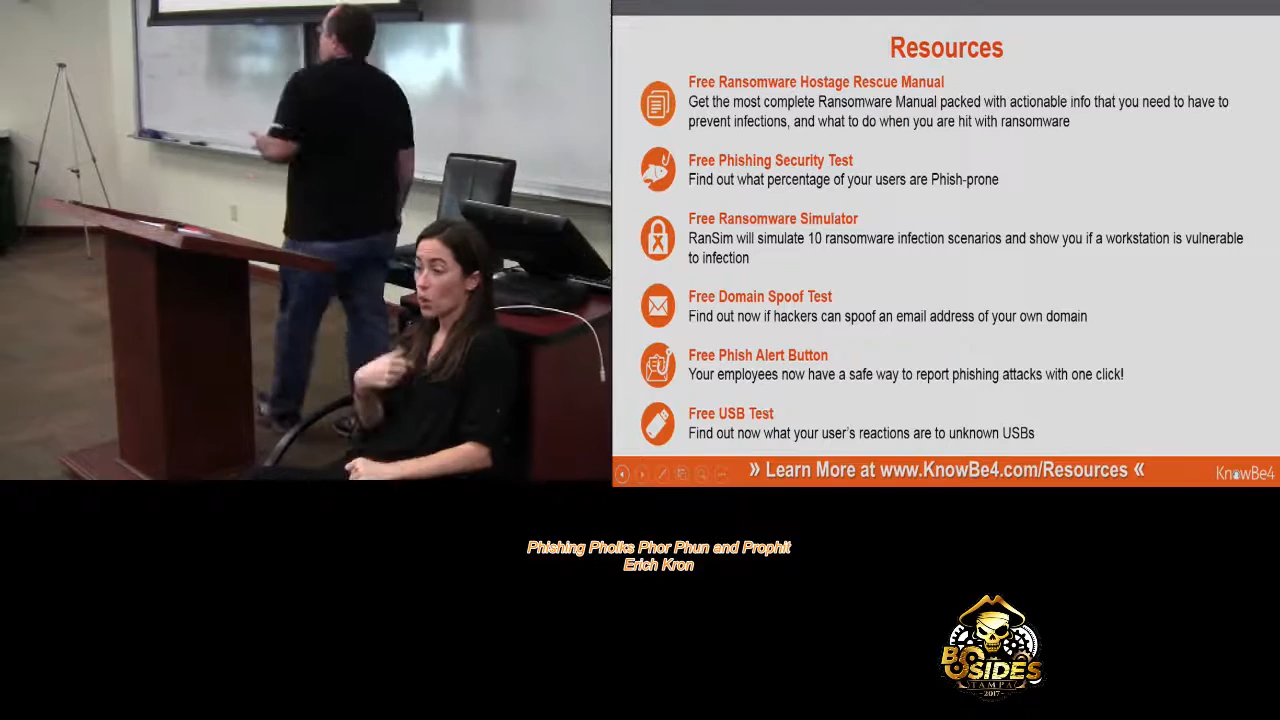 Resources
Free Ransomware Hostage Rescue Manual
Get the most complete Ransomware Manual packed with actionable info that you need to have to
prevent infections, and what to do when you are hit with ransomware
Free Phishing Security Test
Find out what percentage of your users are Phish-prone
Free Ransomware Simulator
RanSim will simulate 10 ransomware infection scenarios and show you if a workstation is vulnerable
to infection
Free Domain Spoof Test
Find out now if hackers can spoof an email address of your own domain
Free Phish Alert Button
Your employees now have a safe way to report phishing attacks with one click!
Free USB Test
Find out now what your user's reactions are to unknown USBs
» Learn More at www.KnowBe4.com/Resources «
KnowBe4
Phishing Pholks Phor Phun and Prophit
Erich Kron
BSIDES
TAMPA
2017